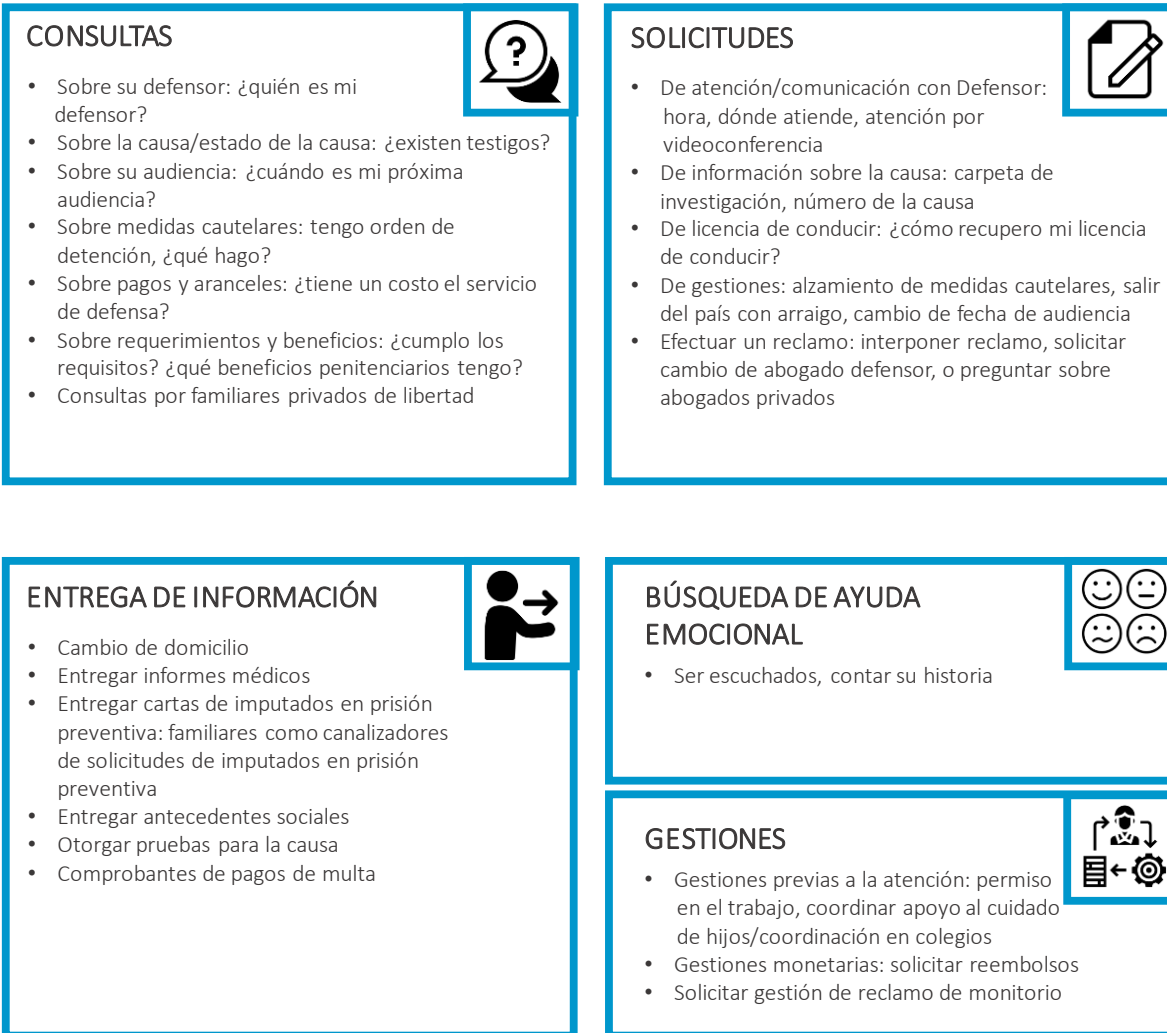 CONSULTAS
• Sobre su defensor: ¿quién es mi
defensor?
• Sobre la causa/estado de la causa: ¿existen testigos?
• Sobre su audiencia: ¿cuándo es mi próxima
audiencia?
• Sobre medidas cautelares: tengo orden de
detención, ¿qué hago?
• Sobre pagos y aranceles: ¿tiene un costo el servicio
de defensa?
• Sobre requerimientos y beneficios: ¿cumplo los
requisitos? ¿qué beneficios penitenciarios tengo?
• Consultas por familiares privados de libertad
SOLICITUDES
• De atención/comunicación con Defensor:
hora, dónde atiende, atención por
videoconferencia
• De información sobre la causa: carpeta de
investigación, número de la causa
• De licencia de conducir: ¿cómo recupero mi licencia
de conducir?
• De gestiones: alzamiento de medidas cautelares, salir
del país con arraigo, cambio de fecha de audiencia
• Efectuar un reclamo: interponer reclamo, solicitar
cambio de abogado defensor, o preguntar sobre
abogados privados
ENTREGA DE INFORMACIÓN
• Cambio de domicilio
• Entregar informes médicos
• Entregar cartas de imputados en prisión
preventiva: familiares como canalizadores
de solicitudes de imputados en prisión
preventiva
• Entregar antecedentes sociales
• Otorgar pruebas para la causa
• Comprobantes de pagos de multa
BÚSQUEDA DE AYUDA
EMOCIONAL
• Ser escuchados, contar su historia
GESTIONES
• Gestiones previas a la atención: permiso
en el trabajo, coordinar apoyo al cuidado
de hijos/coordinación en colegios
• Gestiones monetarias: solicitar reembolsos
• Solicitar gestión de reclamo de monitorio